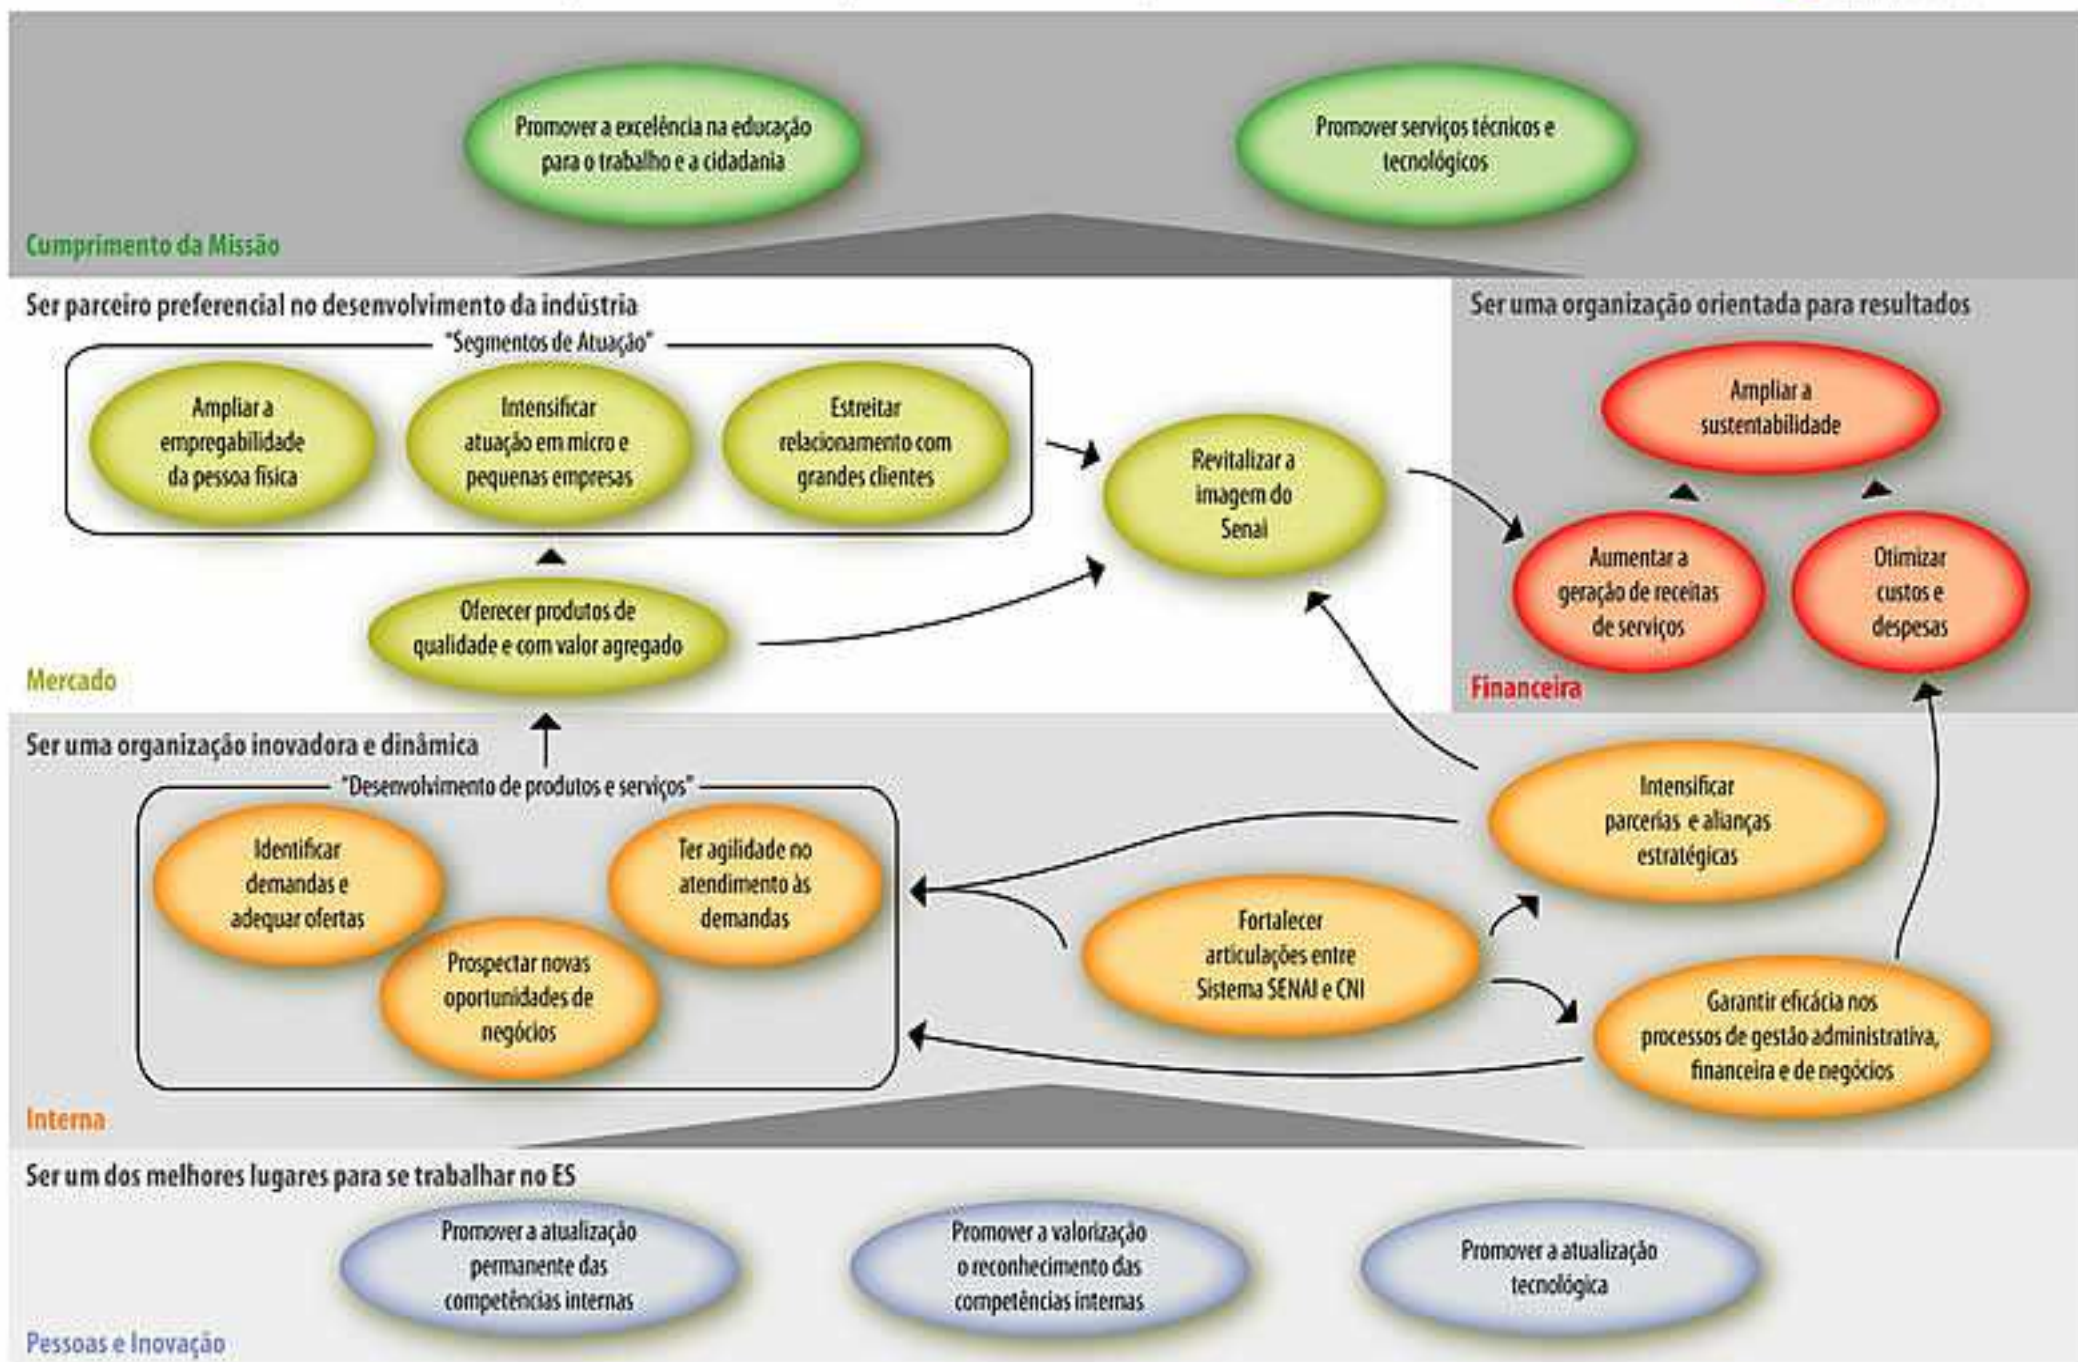 Promover a excelência na educação
para o trabalho e a cidadania
Promover serviços técnicos e
tecnológicos
Cumprimento da Missão
Ser parceiro preferencial no desenvolvimento da indústria
"Segmentos de Atuação"
Ampliar a
empregabilidade
da pessoa física
Intensificar
atuação em micro e
pequenas empresas
Estreitar
relacionamento com
grandes clientes
Revitalizar a
imagem do
Senai
Oferecer produtos de
qualidade e com valor agregado
Mercado
Ser uma organização orientada para resultados
Ampliar a
sustentabilidade
Aumentar a
geração de receitas
de serviços
Otimizar
custos e
despesas
Financeira
Ser uma organização inovadora e dinâmica
"Desenvolvimento de produtos e serviços"
Identificar
demandas e
adequar ofertas
Prospectar novas
oportunidades de
negócios
Ter agilidade no
atendimento às
demandas
Fortalecer
articulações entre
Sistema SENAI e CNI
Intensificar
parcerias e alianças
estratégicas
Garantir eficácia nos
processos de gestão administrativa,
financeira e de negócios
Interna
Ser um dos melhores lugares para se trabalhar no ES
Promover a atualização
permanente das
competências internas
Promover a valorização
o reconhecimento das
competências internas
Promover a atualização
tecnológica
Pessoas e Inovação